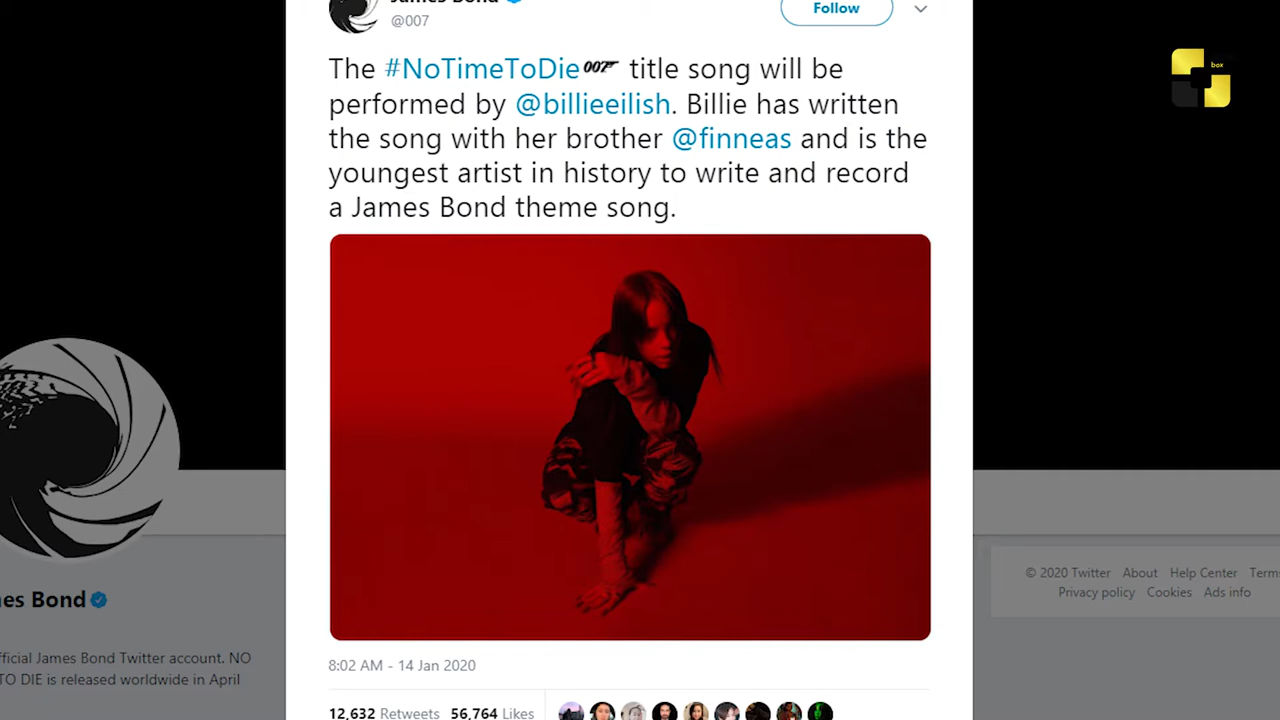 James Bond
@007
Follow
box
The #NoTimeToDie 007 title song will be
performed by @billieeilish. Billie has written
the song with her brother @finneas and is the
youngest artist in history to write and record
a James Bond theme song.
8:02 AM - 14 Jan 2020
12,632 Retweets 56,764 Likes
es Bond
fficial James Bond Twitter account. NO
TO DIE is released worldwide in April
© 2020 Twitter About Help Center Terms
Privacy policy Cookies Ads info